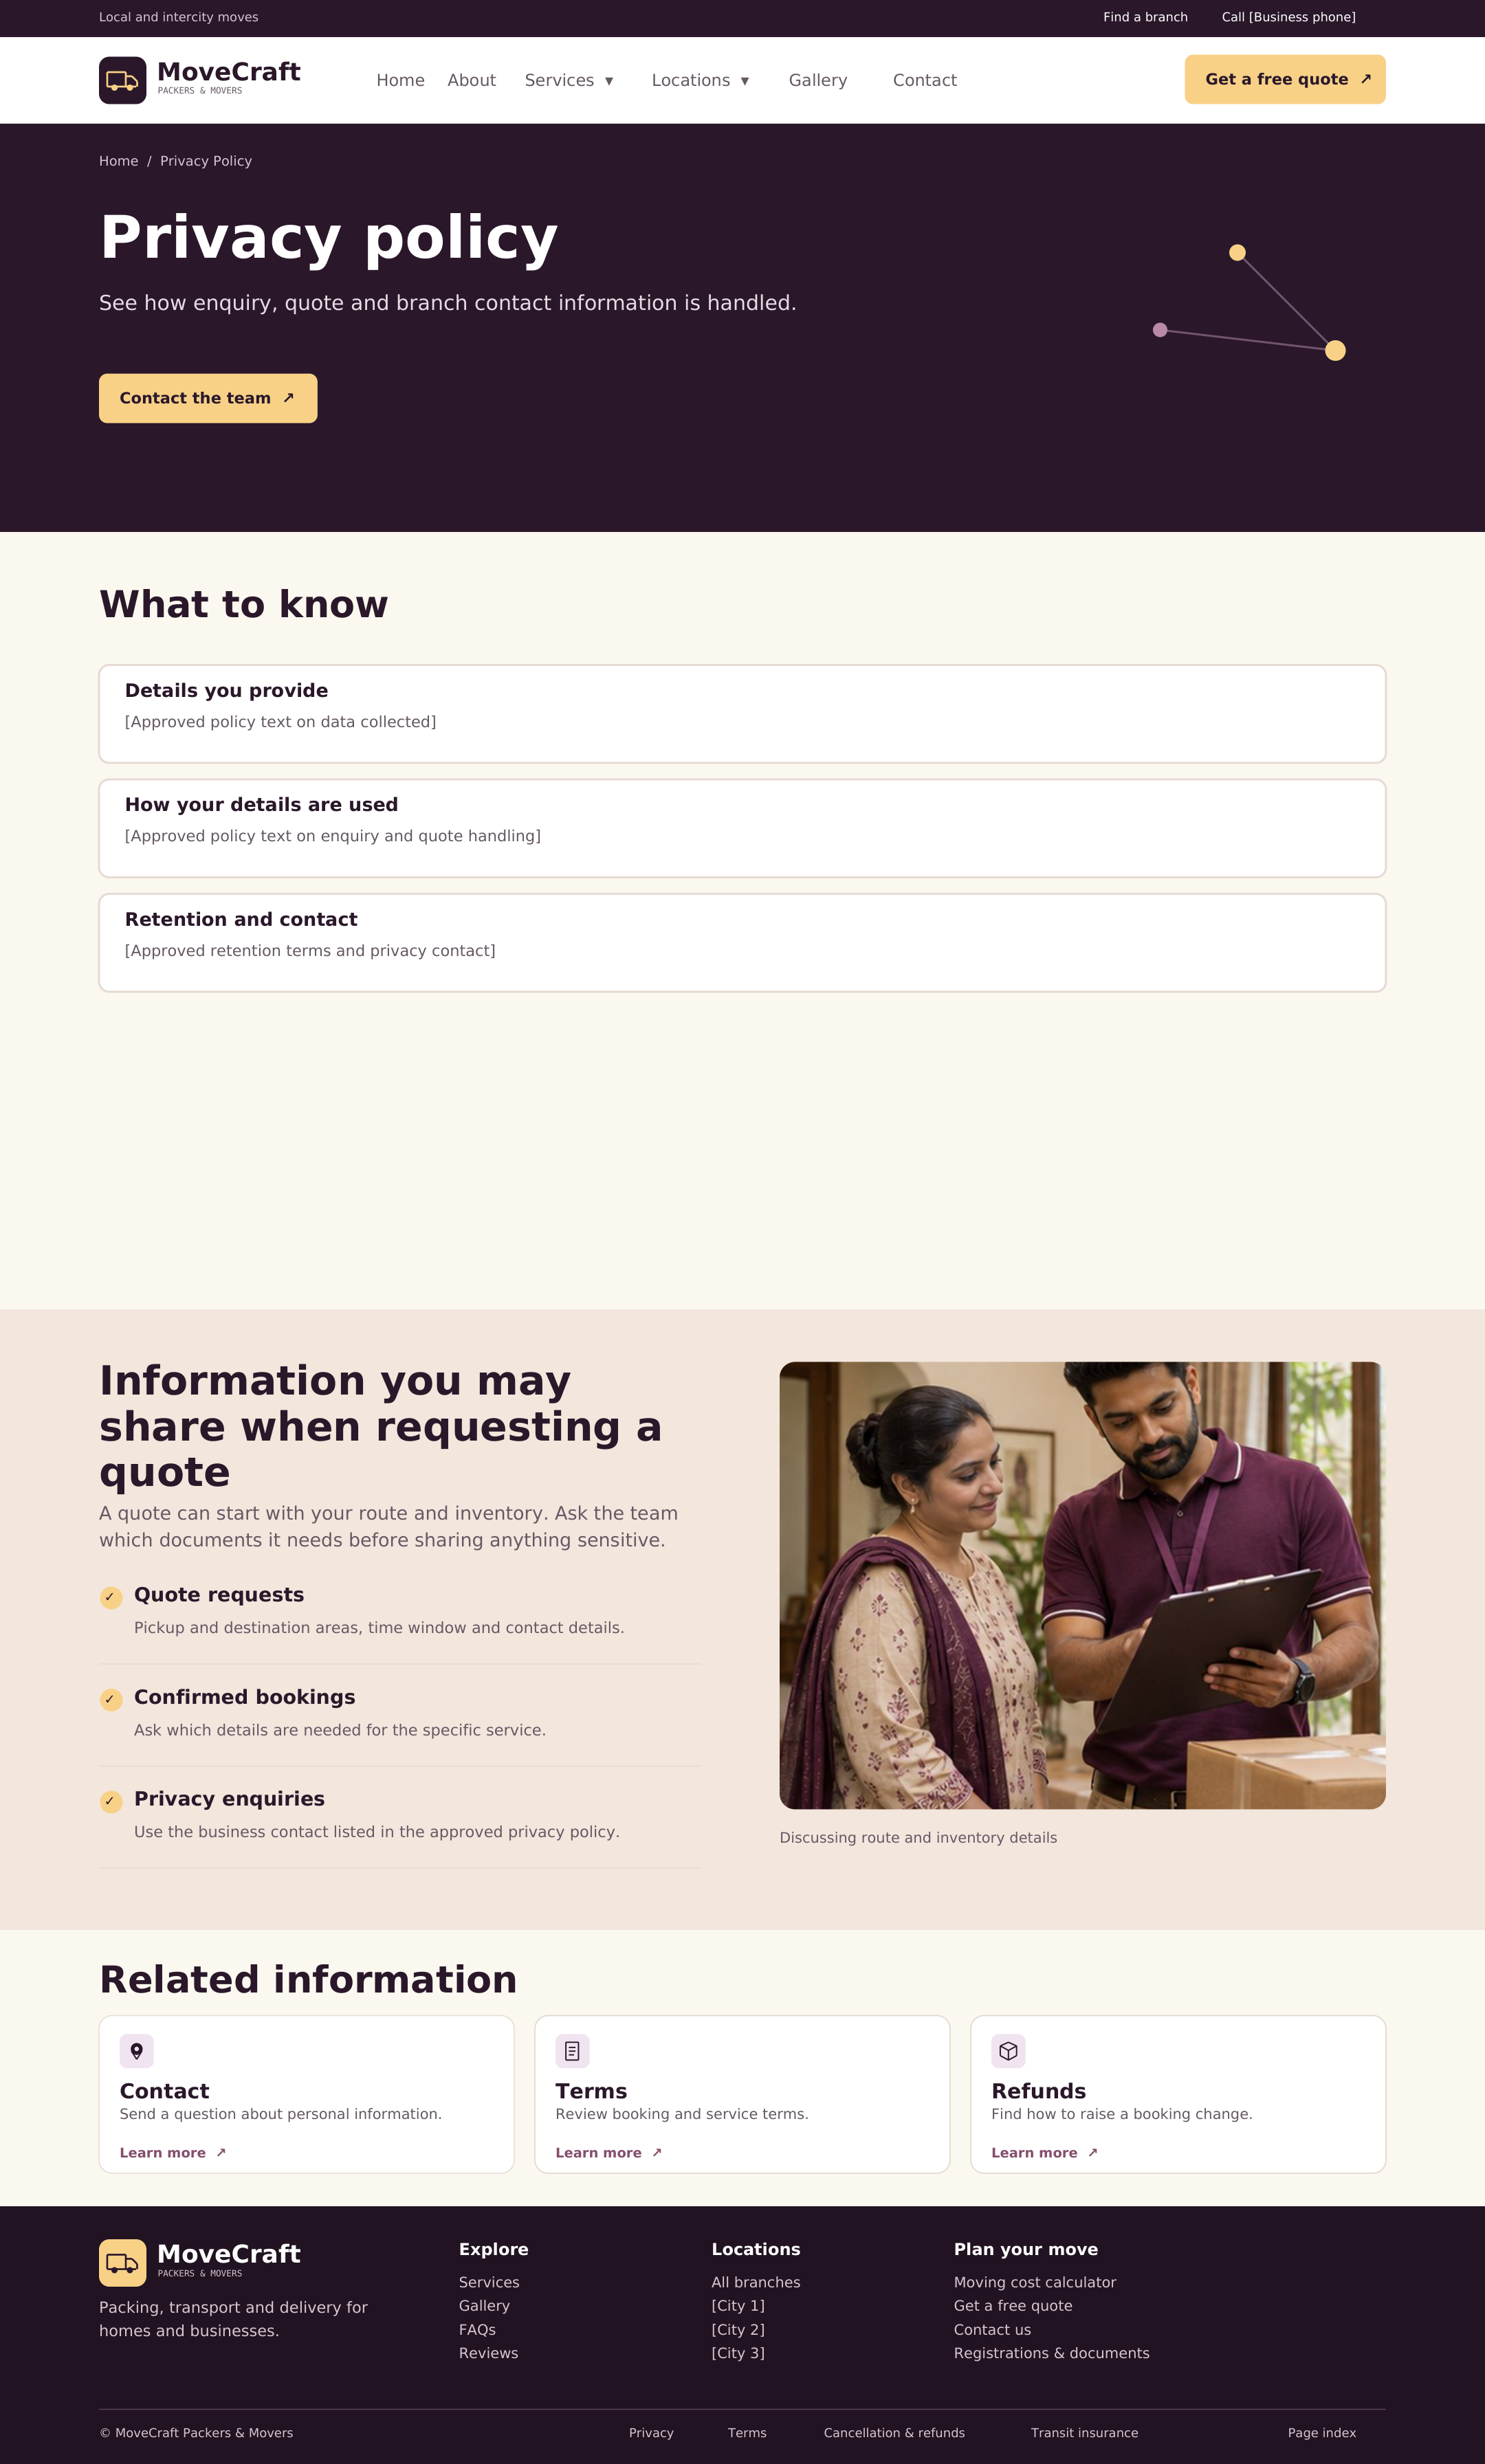 Local and intercity moves
Find a branch
Call [Business phone]
MoveCraft
PACKERS & MOVERS
Home
About
Services ▾
Locations ▾
Gallery
Contact
Get a free quote ↗
Home / Privacy Policy
Privacy policy
See how enquiry, quote and branch contact information is handled.
Contact the team ↗
What to know
Details you provide
[Approved policy text on data collected]
How your details are used
[Approved policy text on enquiry and quote handling]
Retention and contact
[Approved retention terms and privacy contact]
Information you may
share when requesting a
quote
A quote can start with your route and inventory. Ask the team
which documents it needs before sharing anything sensitive.
✓ Quote requests
Pickup and destination areas, time window and contact details.
✓ Confirmed bookings
Ask which details are needed for the specific service.
✓ Privacy enquiries
Use the business contact listed in the approved privacy policy.
Discussing route and inventory details
Related information
Contact
Send a question about personal information.
Learn more ↗
Terms
Review booking and service terms.
Learn more ↗
Refunds
Find how to raise a booking change.
Learn more ↗
MoveCraft
PACKERS & MOVERS
Packing, transport and delivery for
homes and businesses.
Explore
Services
Gallery
FAQs
Reviews
Locations
All branches
[City 1]
[City 2]
[City 3]
Plan your move
Moving cost calculator
Get a free quote
Contact us
Registrations & documents
© MoveCraft Packers & Movers
Privacy
Terms
Cancellation & refunds
Transit insurance
Page index